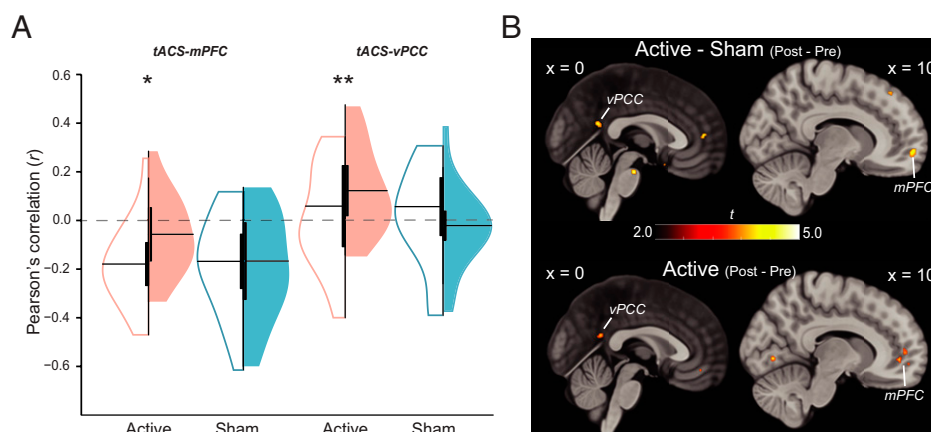 A
tACS-mPFC
tACS-vPCC
*
**
Pearson's correlation (r)
0.6
0.4
0.2
0.0
−0.2
−0.4
−0.6
Active
Sham
Active
Sham
B
Active - Sham (Post - Pre)
x = 0
x = 10
vPCC
mPFC
t
2.0
5.0
Active (Post - Pre)
x = 0
x = 10
vPCC
mPFC